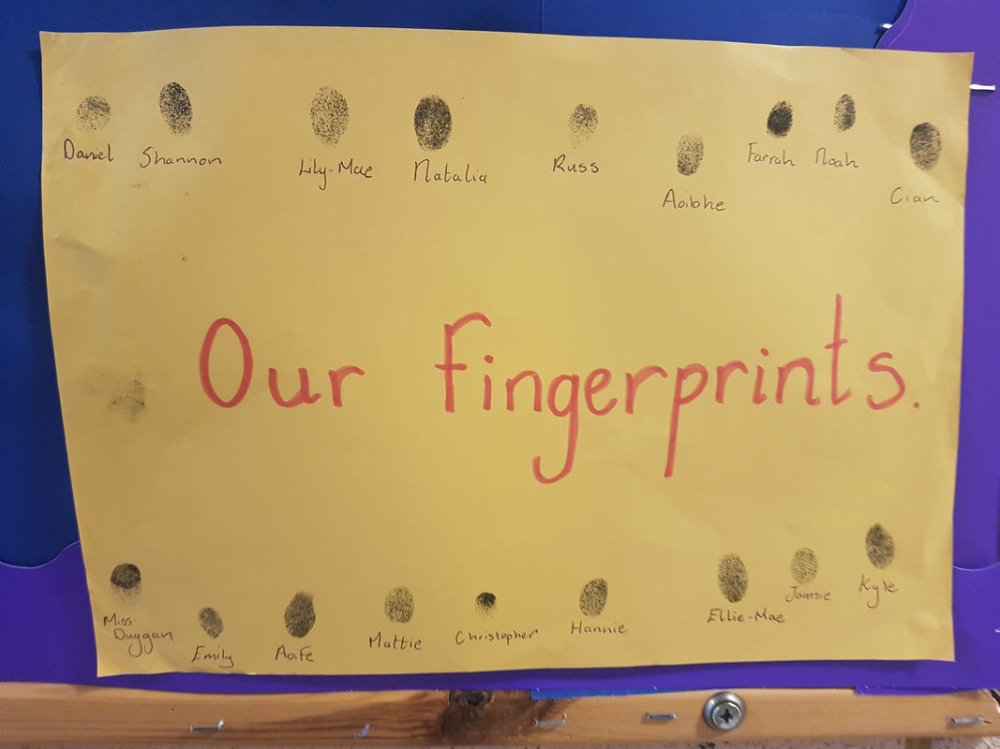 Daniel Shannon Lily-Mae Natalia Russ Farrah Noah
Aoibhe Cian
Our fingerprints.
Miss. Duggan Emily Aoife Mattie Christopher Hannie Ellie-Mae Jamsie Kyle